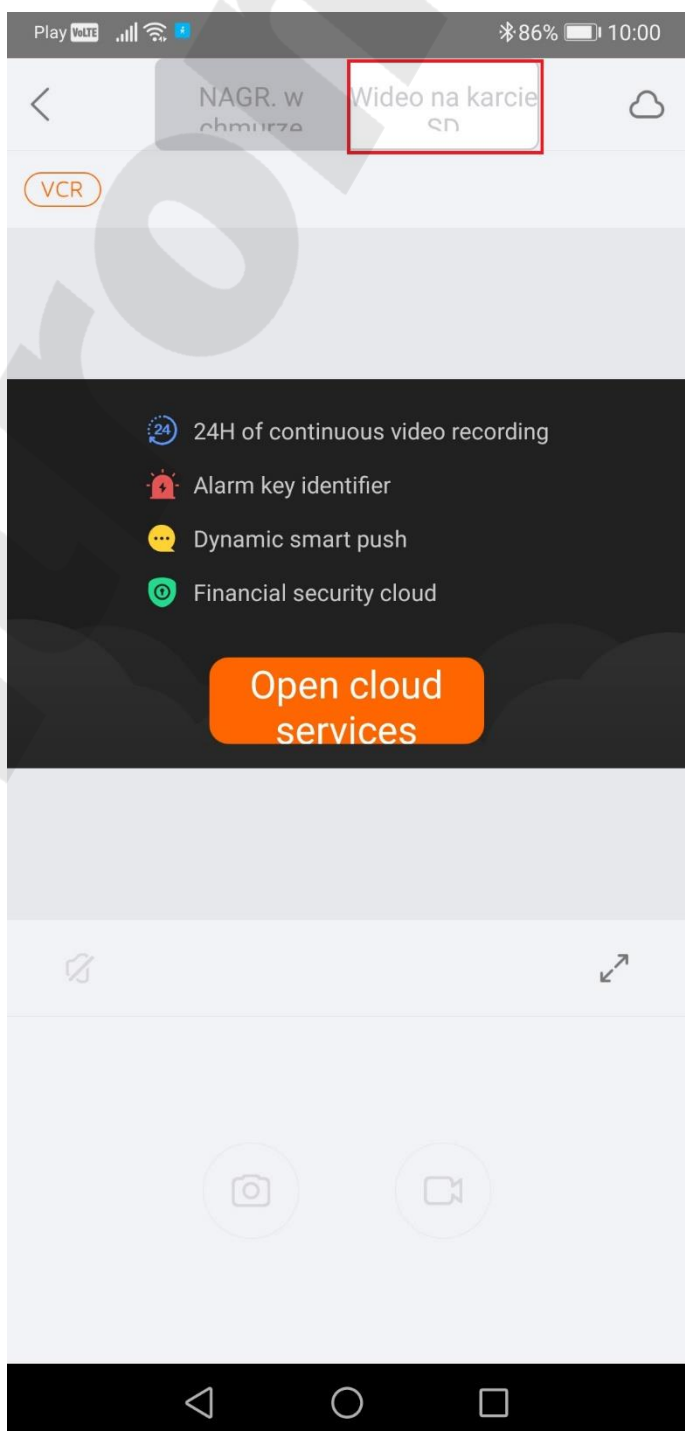 Play VoLTE 86% 10:00
NAGR. w
chmurze
Wideo na karcie
SD
VCR
24H of continuous video recording
Alarm key identifier
Dynamic smart push
Financial security cloud
Open cloud
services